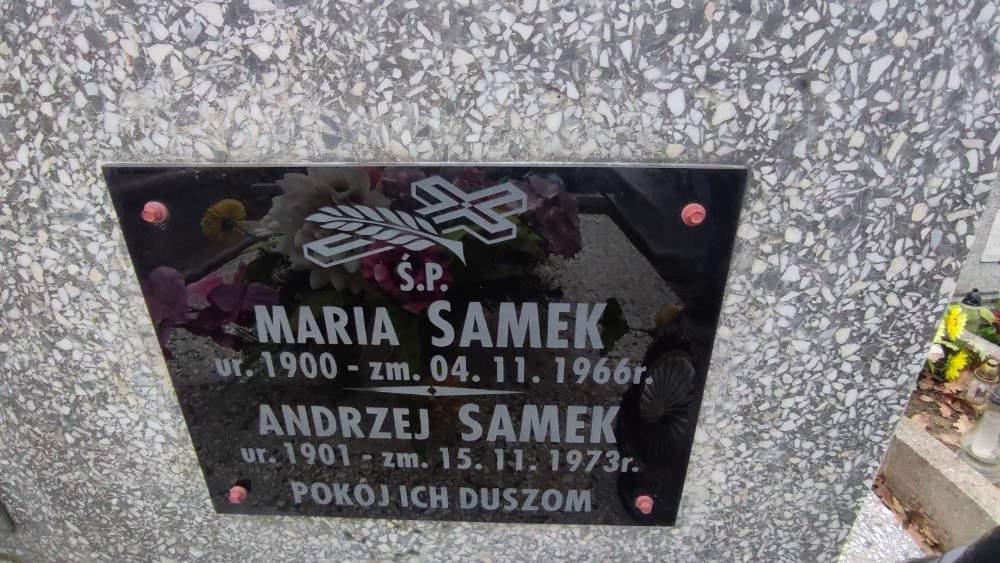 Ś.P.
MARIA SAMEK
ur. 1900 - zm. 04. 11. 1966r.
ANDRZEJ SAMEK
ur. 1901 - zm. 15. 11. 1973r.
POKÓJ ICH DUSZOM